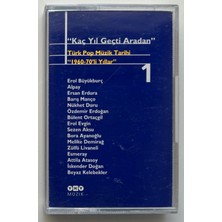 "Kaç Yıl Geçti Aradan"
Türk Pop Müzik Tarihi
"1960-70'li Yıllar"
1
Erol Büyükburç
Alpay
Ersan Erdura
Barış Manço
Nükhet Duru
Özdemir Erdoğan
Bülent Ortaçgil
Erol Evgin
Sezen Aksu
Bora Ayanoğlu
Melike Demirağ
Zülfü Livaneli
Esmeray
Attila Atasoy
İskender Doğan
Beyaz Kelebekler
MÜZİK